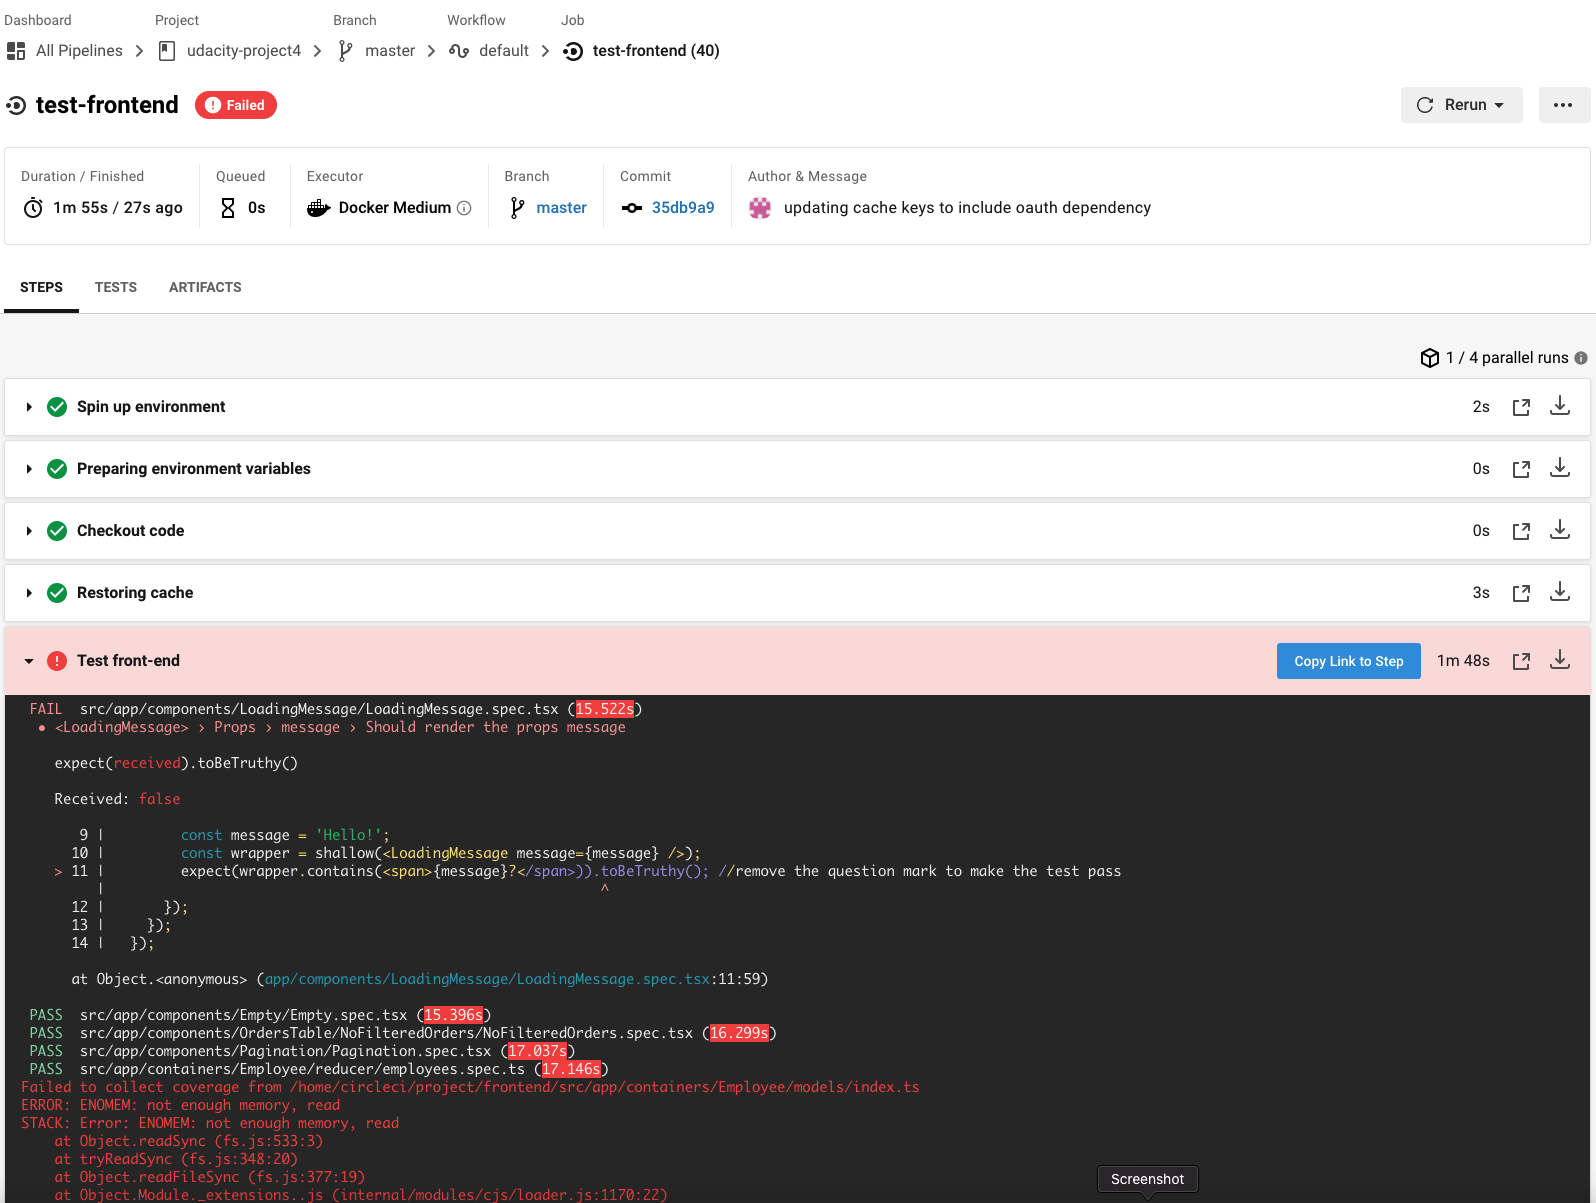 Dashboard Project Branch Workflow Job
All Pipelines udacity-project4 master default test-frontend (40)
test-frontend Failed Rerun
Duration / Finished Queued Executor Branch Commit Author & Message
1m 55s / 27s ago 0s Docker Medium master 35db9a9 updating cache keys to include oauth dependency
STEPS TESTS ARTIFACTS
1 / 4 parallel runs
Spin up environment 2s
Preparing environment variables 0s
Checkout code 0s
Restoring cache 3s
Test front-end Copy Link to Step 1m 48s
FAIL src/app/components/LoadingMessage/LoadingMessage.spec.tsx (15.522s)
● <LoadingMessage> › Props › message › Should render the props message
expect(received).toBeTruthy()
Received: false
9 | const message = 'Hello!';
10 | const wrapper = shallow(<LoadingMessage message={message} />);
> 11 | expect(wrapper.contains(<span>{message}?</span>)).toBeTruthy(); //remove the question mark to make the test pass
| ^
12 | });
13 | });
14 | });
at Object.<anonymous> (app/components/LoadingMessage/LoadingMessage.spec.tsx:11:59)
PASS src/app/components/Empty/Empty.spec.tsx (15.396s)
PASS src/app/components/OrdersTable/NoFilteredOrders/NoFilteredOrders.spec.tsx (16.299s)
PASS src/app/components/Pagination/Pagination.spec.tsx (17.037s)
PASS src/app/containers/Employee/reducer/employees.spec.ts (17.146s)
Failed to collect coverage from /home/circleci/project/frontend/src/app/containers/Employee/models/index.ts
ERROR: ENOMEM: not enough memory, read
STACK: Error: ENOMEM: not enough memory, read
at Object.readSync (fs.js:533:3)
at tryReadSync (fs.js:348:20)
at Object.readFileSync (fs.js:377:19)
at Object.Module._extensions..js (internal/modules/cjs/loader.js:1170:22)
Screenshot